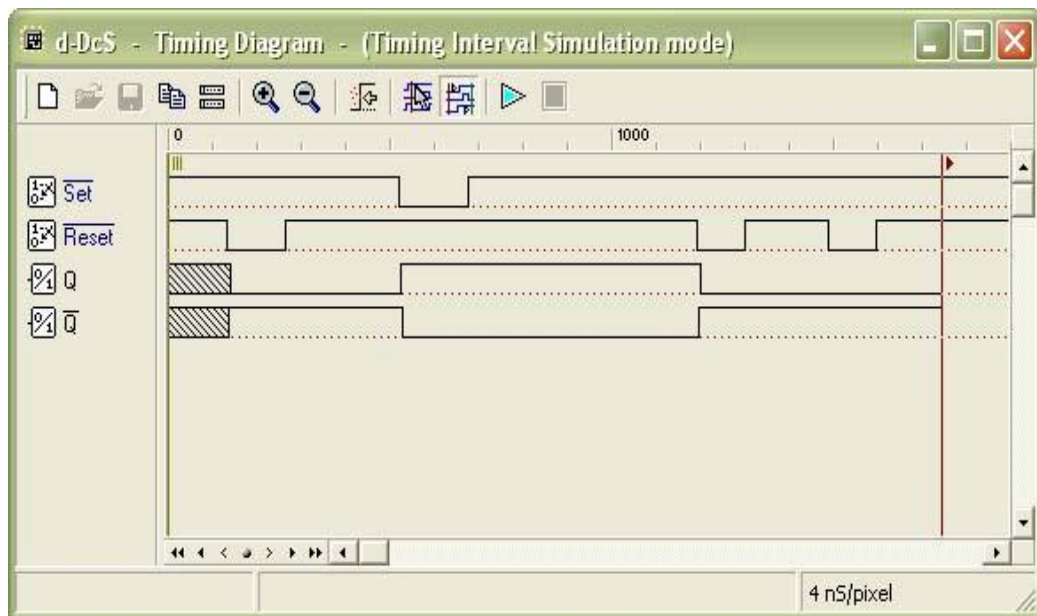 d-DcS - Timing Diagram - (Timing Interval Simulation mode)
0 1000
Set
Reset
Q
Q
4 nS/pixel